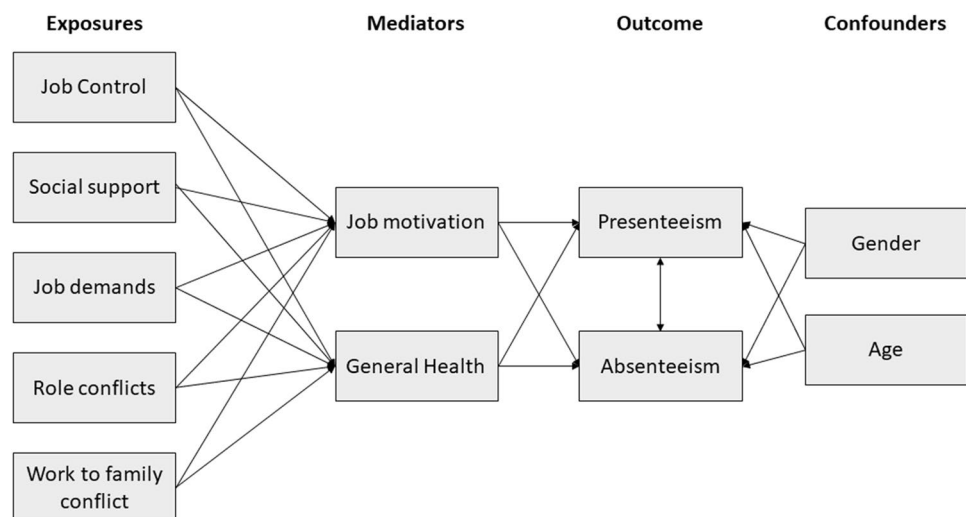 Exposures
Mediators
Outcome
Confounders
Job Control
Social support
Job demands
Role conflicts
Work to family
conflict
Job motivation
General Health
Presenteeism
Absenteeism
Gender
Age